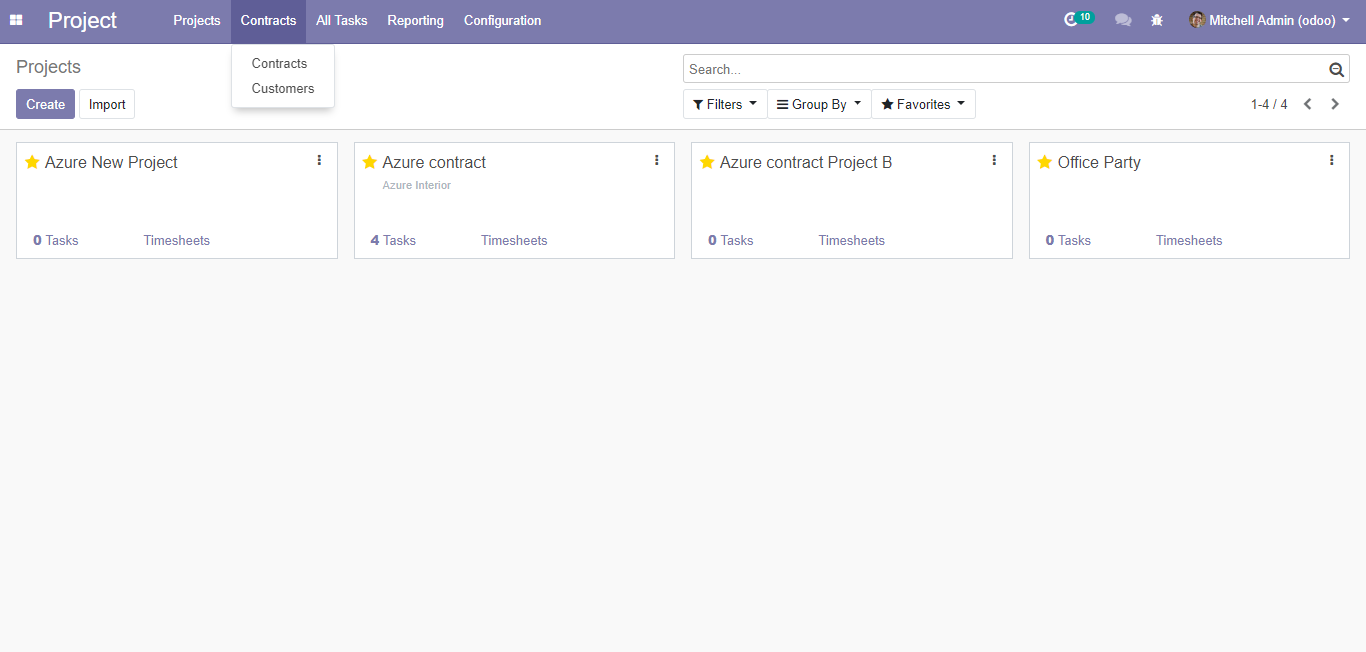 Project Projects Contracts All Tasks Reporting Configuration 10 Mitchell Admin (odoo)
Contracts
Customers
Projects
Search...
Create Import Filters Group By Favorites 1-4 / 4
Azure New Project
0 Tasks Timesheets
Azure contract
Azure Interior
4 Tasks Timesheets
Azure contract Project B
0 Tasks Timesheets
Office Party
0 Tasks Timesheets